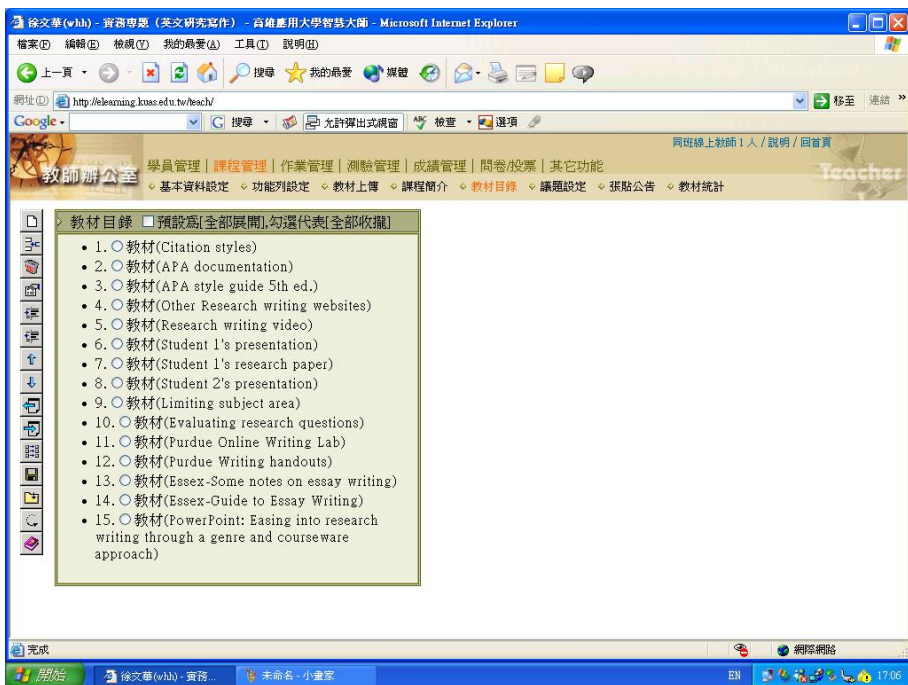 徐文華(whh) - 實務專題（英文研究寫作） - 高雄應用大學智慧大師 - Microsoft Internet Explorer
檔案(F) 編輯(E) 檢視(V) 我的最愛(A) 工具(T) 說明(H)
上一頁 搜尋 我的最愛 媒體
網址(D) http://elearning.kuas.edu.tw/teach/ 移至 連結 »
Google 搜尋 允許彈出式視窗 ABC 檢查 選項
同班線上教師 1 人 / 說明 / 回首頁
教師辦公室 學員管理 | 課程管理 | 作業管理 | 測驗管理 | 成績管理 | 問卷/投票 | 其它功能 Teacher
基本資料設定 功能列設定 教材上傳 課程簡介 教材目錄 議題設定 張貼公告 教材統計
教材目錄 預設為[全部展開],勾選代表[全部收攏]
• 1. 教材(Citation styles)
• 2. 教材(APA documentation)
• 3. 教材(APA style guide 5th ed.)
• 4. 教材(Other Research writing websites)
• 5. 教材(Research writing video)
• 6. 教材(Student 1's presentation)
• 7. 教材(Student 1's research paper)
• 8. 教材(Student 2's presentation)
• 9. 教材(Limiting subject area)
• 10. 教材(Evaluating research questions)
• 11. 教材(Purdue Online Writing Lab)
• 12. 教材(Purdue Writing handouts)
• 13. 教材(Essex-Some notes on essay writing)
• 14. 教材(Essex-Guide to Essay Writing)
• 15. 教材(PowerPoint: Easing into research
writing through a genre and courseware
approach)
完成 網際網路
開始 徐文華(whh) - 實務... 未命名 - 小畫家 EN 17:06